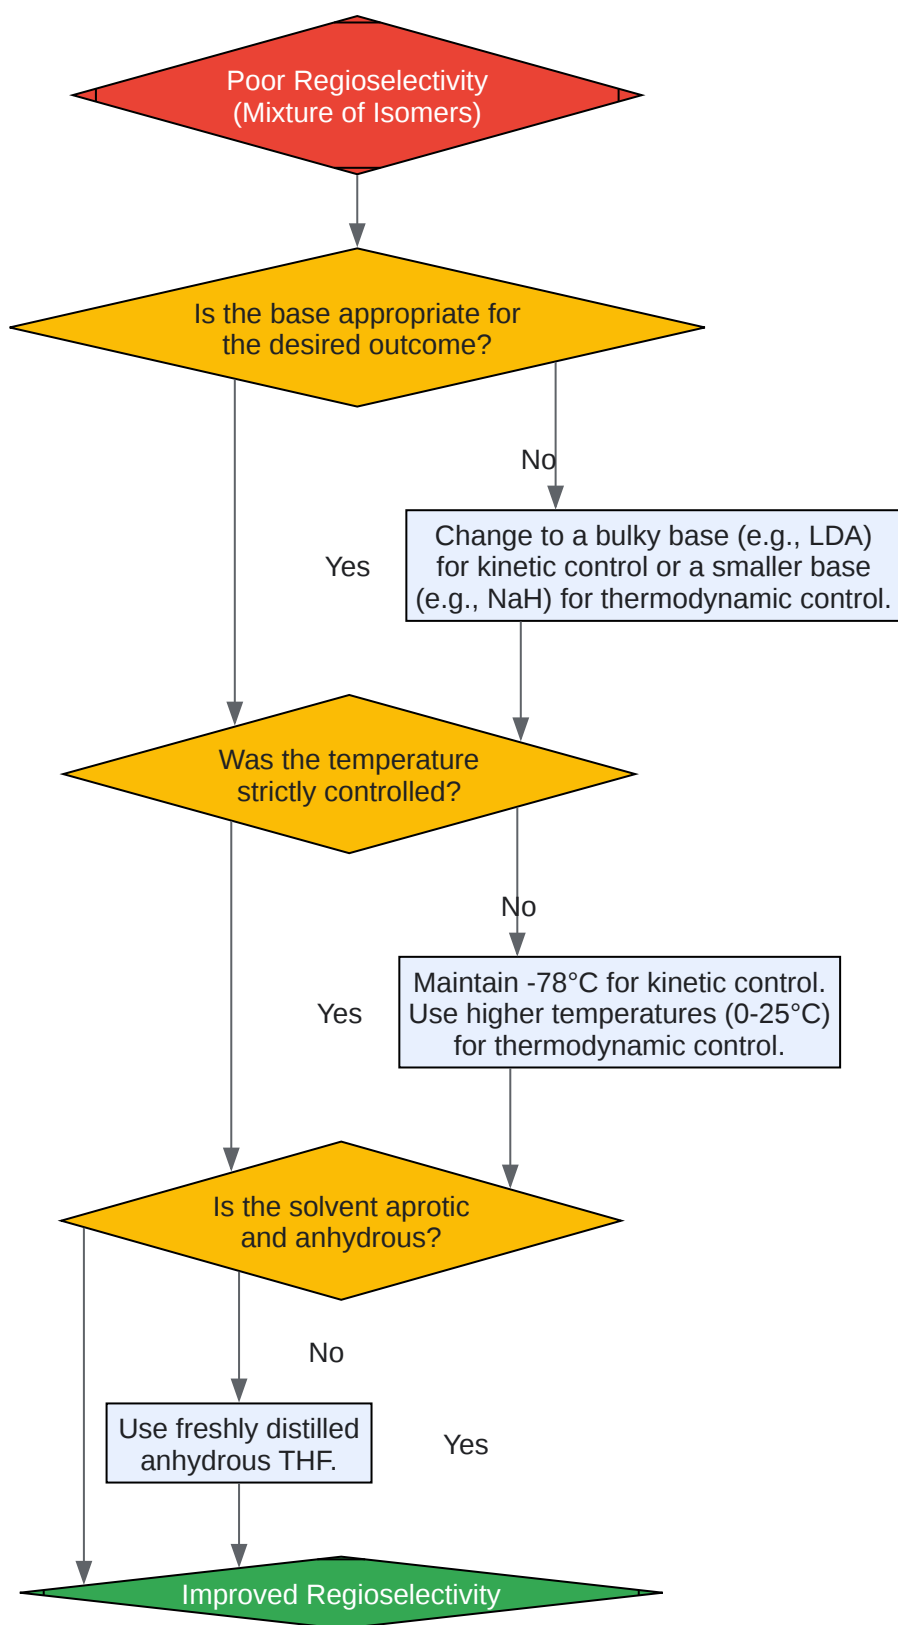 Poor Regioselectivity
(Mixture of Isomers)
Is the base appropriate for
the desired outcome?
No
Change to a bulky base (e.g., LDA)
for kinetic control or a smaller base
(e.g., NaH) for thermodynamic control.
Yes
Was the temperature
strictly controlled?
No
Maintain -78°C for kinetic control.
Use higher temperatures (0-25°C)
for thermodynamic control.
Yes
Is the solvent aprotic
and anhydrous?
No
Use freshly distilled
anhydrous THF.
Yes
Improved Regioselectivity